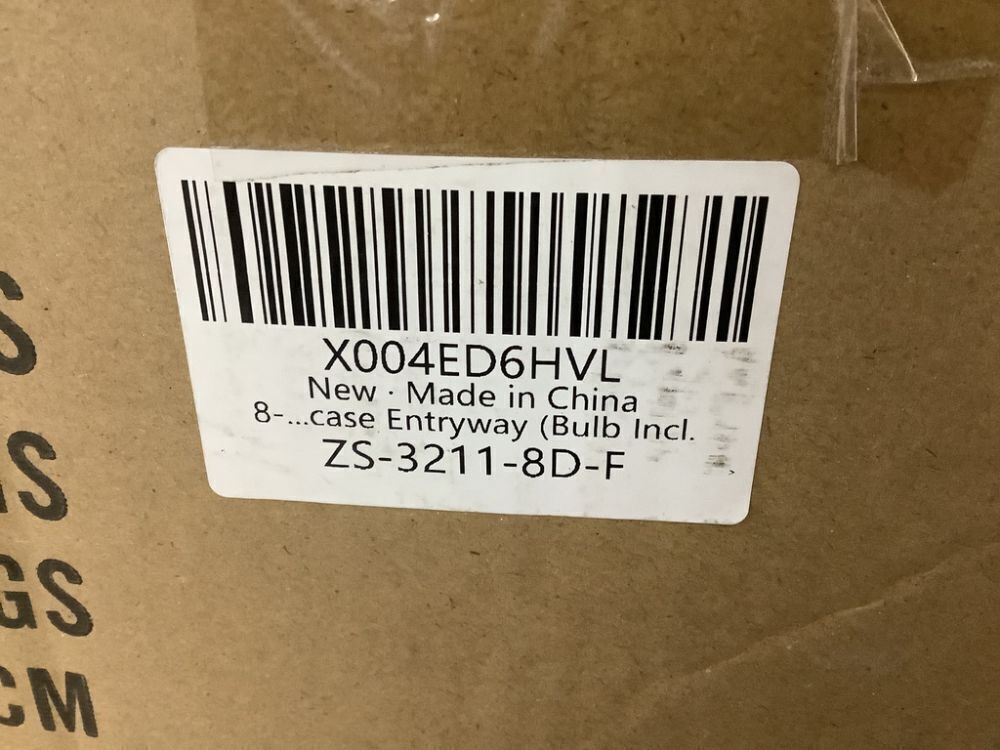 X004ED6HVL
New · Made in China
8-...case Entryway (Bulb Incl.
ZS-3211-8D-F
S
GS
CM